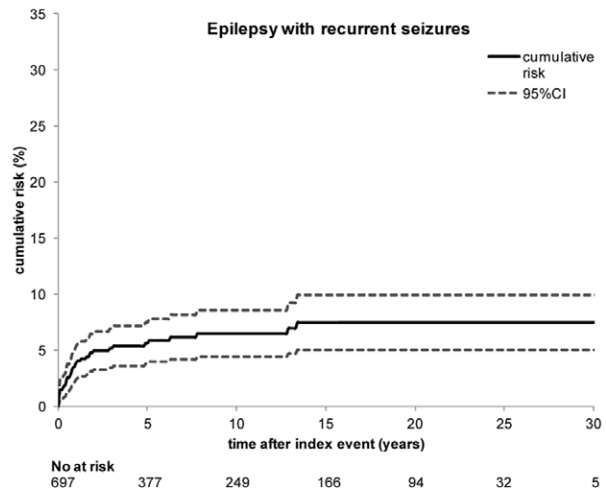 Epilepsy with recurrent seizures
cumulative
risk
95%CI
cumulative risk (%)
35
30
25
20
15
10
5
0
0 5 10 15 20 25 30
time after index event (years)
No at risk
697 377 249 166 94 32 5